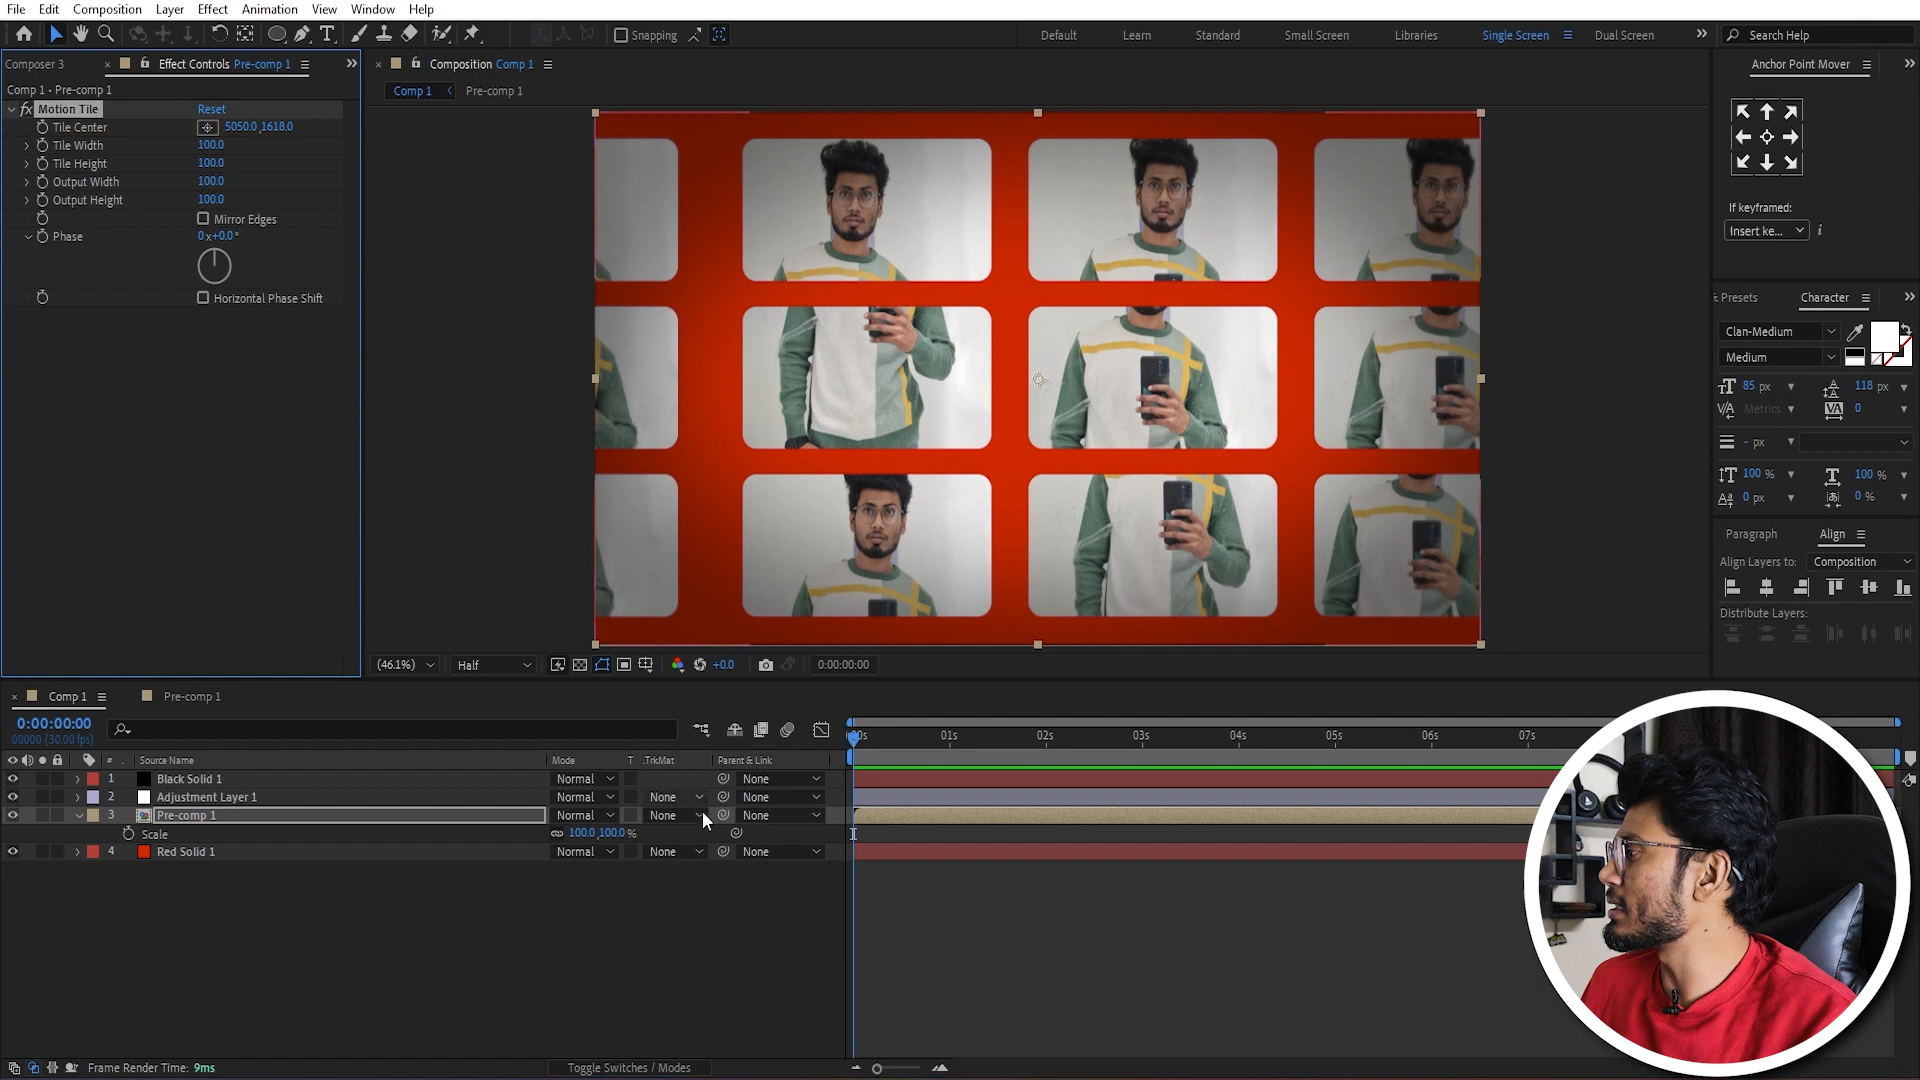 File Edit Composition Layer Effect Animation View Window Help
Snapping
Default Learn Standard Small Screen Libraries Single Screen Dual Screen Search Help
Composer 3 Effect Controls Pre-comp 1
Composition Comp 1
Anchor Point Mover
Comp 1 · Pre-comp 1
Comp 1 Pre-comp 1
fx Motion Tile Reset
Tile Center 5050.0,1618.0
Tile Width 100.0
Tile Height 100.0
Output Width 100.0
Output Height 100.0
Mirror Edges
Phase 0x+0.0°
Horizontal Phase Shift
If keyframed:
Insert ke... i
Presets Character
Clan-Medium
Medium
85 px 118 px
Metrics 0
- px
100 % 100 %
0 px 0 %
Paragraph Align
Align Layers to: Composition
Distribute Layers:
(46.1%) Half +0.0 0:00:00:00
Comp 1 Pre-comp 1
0:00:00:00
00000 (30.00 fps)
00s 01s 02s 03s 04s 05s 06s 07s
# Source Name Mode T .TrkMat Parent & Link
1 Black Solid 1 Normal None
2 Adjustment Layer 1 Normal None None
3 Pre-comp 1 Normal None None
Scale 100.0,100.0%
4 Red Solid 1 Normal None None
Frame Render Time: 9ms Toggle Switches / Modes